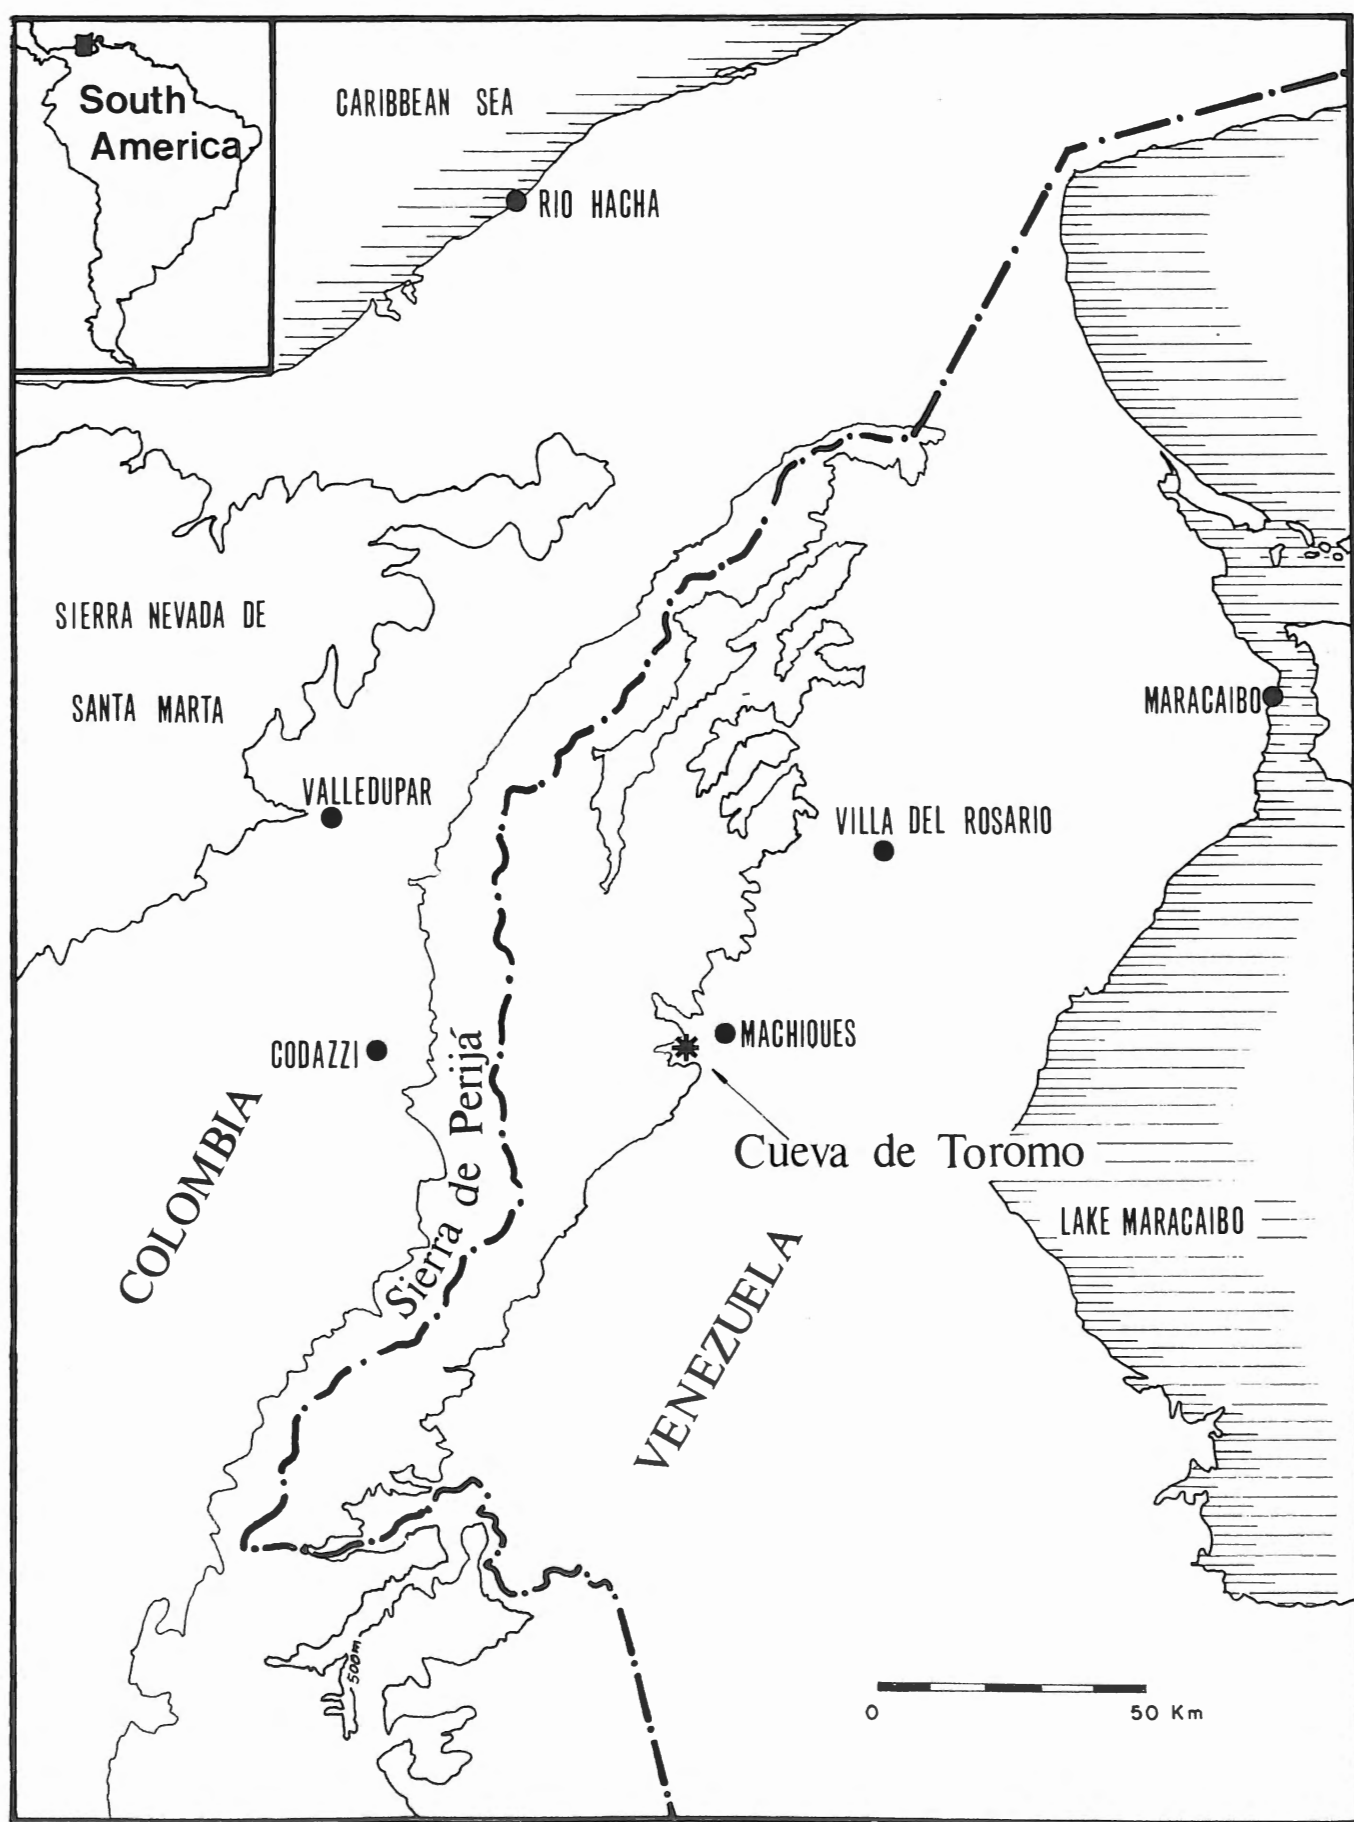 South
America
CARIBBEAN SEA
RIO HACHA
SIERRA NEVADA DE
SANTA MARTA
MARACAIBO
VALLEDUPAR
VILLA DEL ROSARIO
CODAZZI
MACHIQUES
Sierra de Perijá
COLOMBIA
Cueva de Toromo
LAKE MARACAIBO
VENEZUELA
500m
0 50 Km